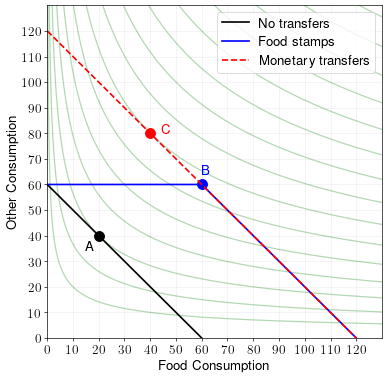 No transfers
Food stamps
Monetary transfers
Other Consumption
120
110
100
90
80
70
60
50
40
30
20
10
0
C
B
A
0 10 20 30 40 50 60 70 80 90 100 110 120 130
Food Consumption